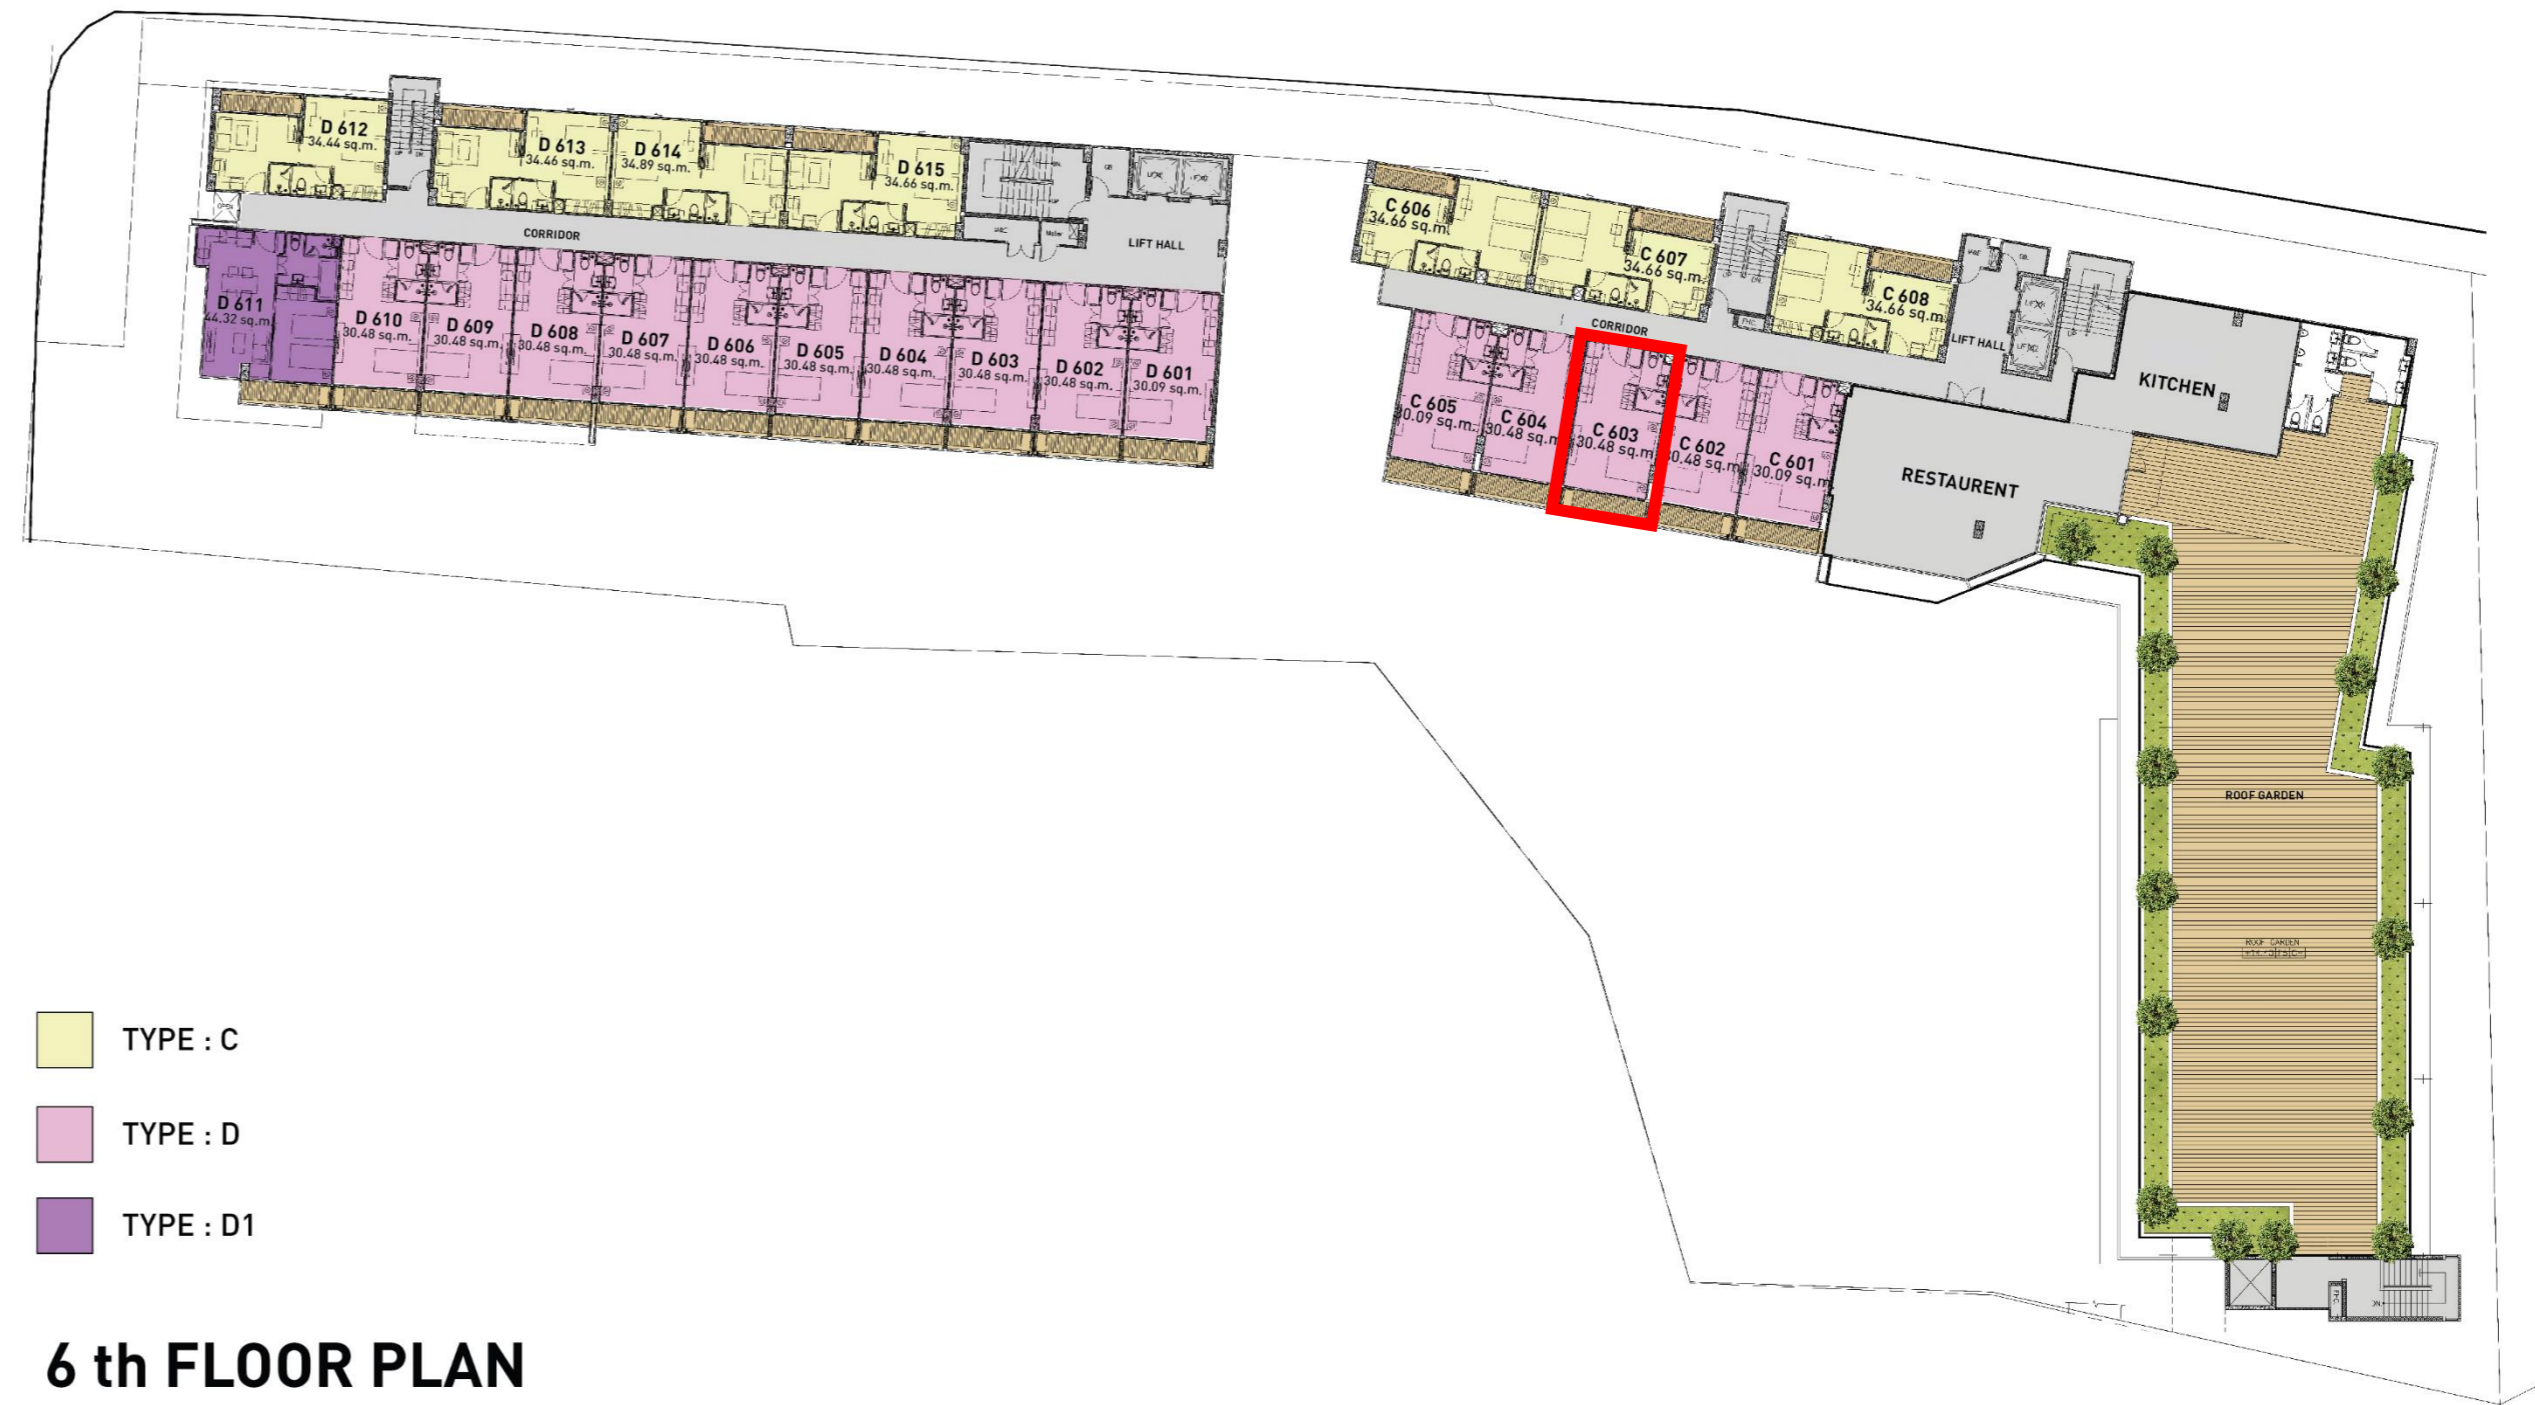 D 612
34.44 sq.m.
D 613
34.46 sq.m.
D 614
34.89 sq.m.
D 615
34.66 sq.m.
CORRIDOR
LIFT HALL
OPEN
D 611
44.32 sq.m
D 610
30.48 sq.m.
D 609
30.48 sq.m.
D 608
30.48 sq.m.
D 607
30.48 sq.m.
D 606
30.48 sq.m.
D 605
30.48 sq.m.
D 604
30.48 sq.m.
D 603
30.48 sq.m.
D 602
30.48 sq.m.
D 601
30.09 sq.m.
C 606
34.66 sq.m.
C 607
34.66 sq.m.
C 608
34.66 sq.m
CORRIDOR
LIFT HALL
C 605
30.09 sq.m.
C 604
30.48 sq.m
C 603
30.48 sq.m
C 602
30.48 sq.m
C 601
30.09 sq.m
KITCHEN
RESTAURENT
ROOF GARDEN
ROOF GARDEN
TYPE : C
TYPE : D
TYPE : D1
6 th FLOOR PLAN